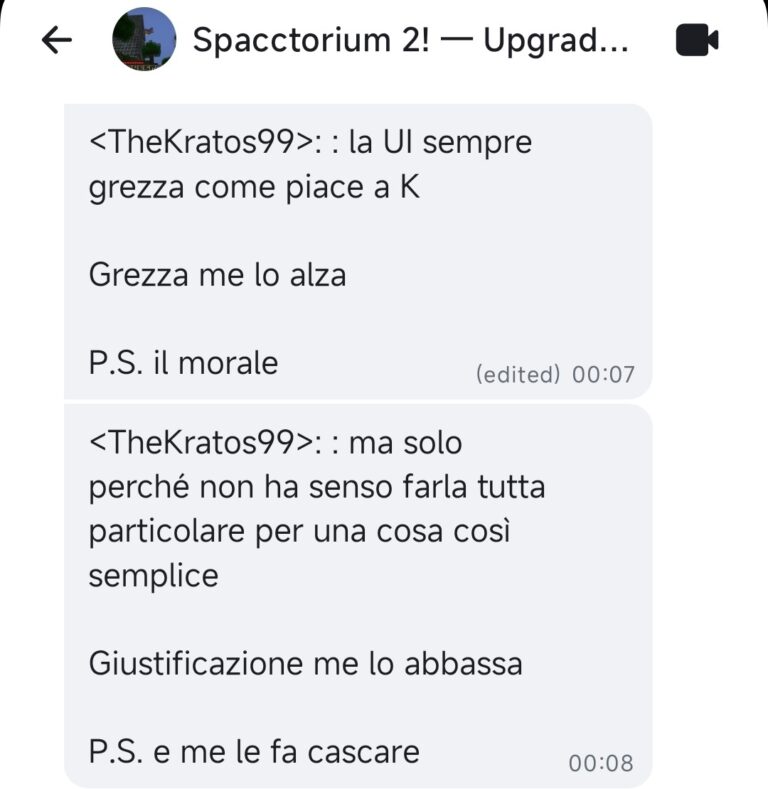 Spacctorium 2! — Upgrad...
<TheKratos99>: : la UI sempre
grezza come piace a K
Grezza me lo alza
P.S. il morale
(edited) 00:07
<TheKratos99>: : ma solo
perché non ha senso farla tutta
particolare per una cosa così
semplice
Giustificazione me lo abbassa
P.S. e me le fa cascare
00:08